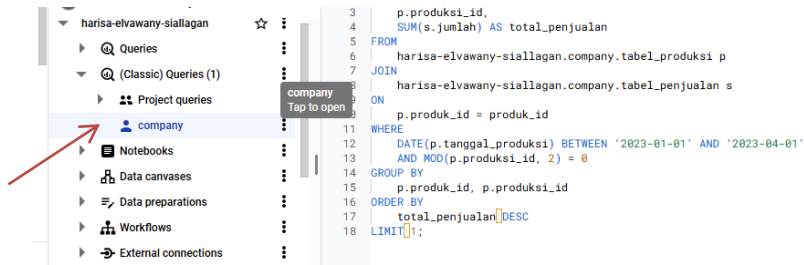 harisa-elvawany-siallagan
Queries
(Classic) Queries (1)
Project queries
company
Notebooks
Data canvases
Data preparations
Workflows
External connections
company
Tap to open
3 p.produksi_id,
4 SUM(s.jumlah) AS total_penjualan
5 FROM
6 harisa-elvawany-siallagan.company.tabel_produksi p
7 JOIN
harisa-elvawany-siallagan.company.tabel_penjualan s
ON
p.produk_id = produk_id
11 WHERE
12 DATE(p.tanggal_produksi) BETWEEN '2023-01-01' AND '2023-04-01'
13 AND MOD(p.produksi_id, 2) = 0
14 GROUP BY
15 p.produk_id, p.produksi_id
16 ORDER BY
17 total_penjualan DESC
18 LIMIT 1;